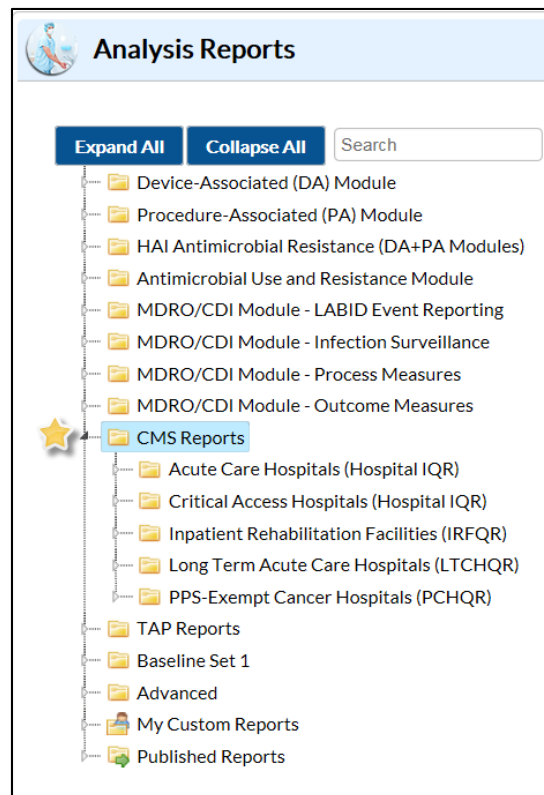 Analysis Reports
Expand All Collapse All Search
Device-Associated (DA) Module
Procedure-Associated (PA) Module
HAI Antimicrobial Resistance (DA+PA Modules)
Antimicrobial Use and Resistance Module
MDRO/CDI Module - LABID Event Reporting
MDRO/CDI Module - Infection Surveillance
MDRO/CDI Module - Process Measures
MDRO/CDI Module - Outcome Measures
CMS Reports
Acute Care Hospitals (Hospital IQR)
Critical Access Hospitals (Hospital IQR)
Inpatient Rehabilitation Facilities (IRFQR)
Long Term Acute Care Hospitals (LTCHQR)
PPS-Exempt Cancer Hospitals (PCHQR)
TAP Reports
Baseline Set 1
Advanced
My Custom Reports
Published Reports